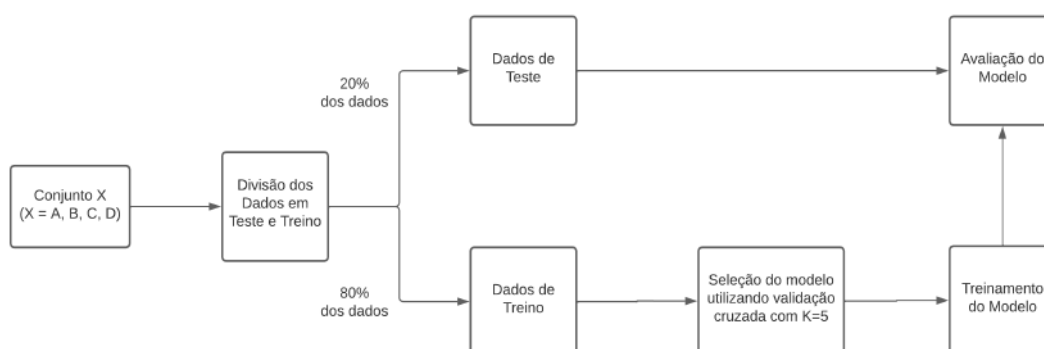 Conjunto X
(X = A, B, C, D)
Divisão dos
Dados em
Teste e Treino
20%
dos dados
Dados de
Teste
Avaliação do
Modelo
80%
dos dados
Dados de
Treino
Seleção do modelo
utilizando validação
cruzada com K=5
Treinamento
do Modelo